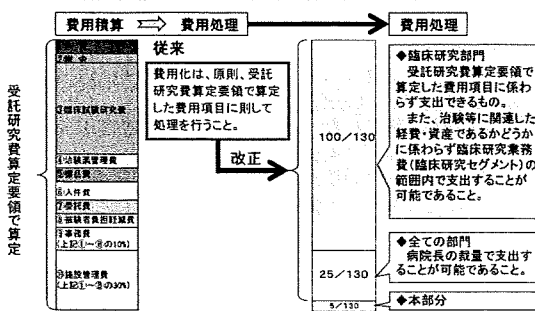 費用積算 ⇒ 費用処理
費用処理
受託研究費算定要領で算定
③臨床試験研究費
④治験薬管理費
⑤備品費
⑥人件費
⑦委託費
⑧被験者負担軽減費
⑨事務費
(上記①~⑧の10%)
⑩施設管理費
(上記①~⑨の30%)
従来
費用化は、原則、受託
研究費算定要領で算定
した費用項目に則して
処理を行うこと。
改正
100/130
25/130
5/130
◆臨床研究部門
受託研究費算定要領で
算定した費用項目に係わ
らず支出できるもの。
また、治験等に関連した
経費・資産であるかどうか
に係わらず臨床研究業務
費(臨床研究セグメント)の
範囲内で支出することが
可能であること。
◆全ての部門
病院長の裁量で支出す
ることが可能であること。
◆本部分